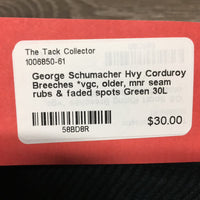 The Tack Collector
1006850-61
George Schumacher Hvy Corduroy
Breeches *vgc, older, mnr seam
rubs & faded spots Green 30L
58BD8R
$30.00